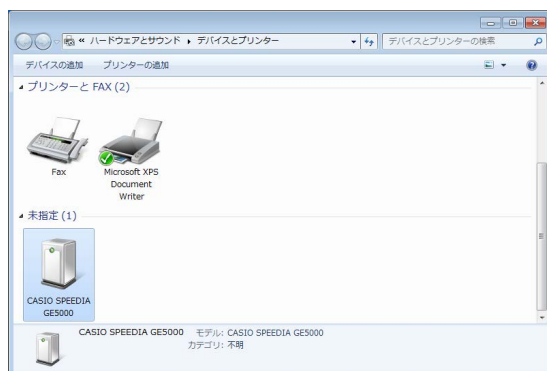 « ハードウェアとサウンド ▸ デバイスとプリンター
デバイスとプリンターの検索
デバイスの追加 プリンターの追加
プリンターと FAX (2)
Fax
Microsoft XPS
Document
Writer
未指定 (1)
CASIO SPEEDIA
GE5000
CASIO SPEEDIA GE5000 モデル: CASIO SPEEDIA GE5000
カテゴリ: 不明